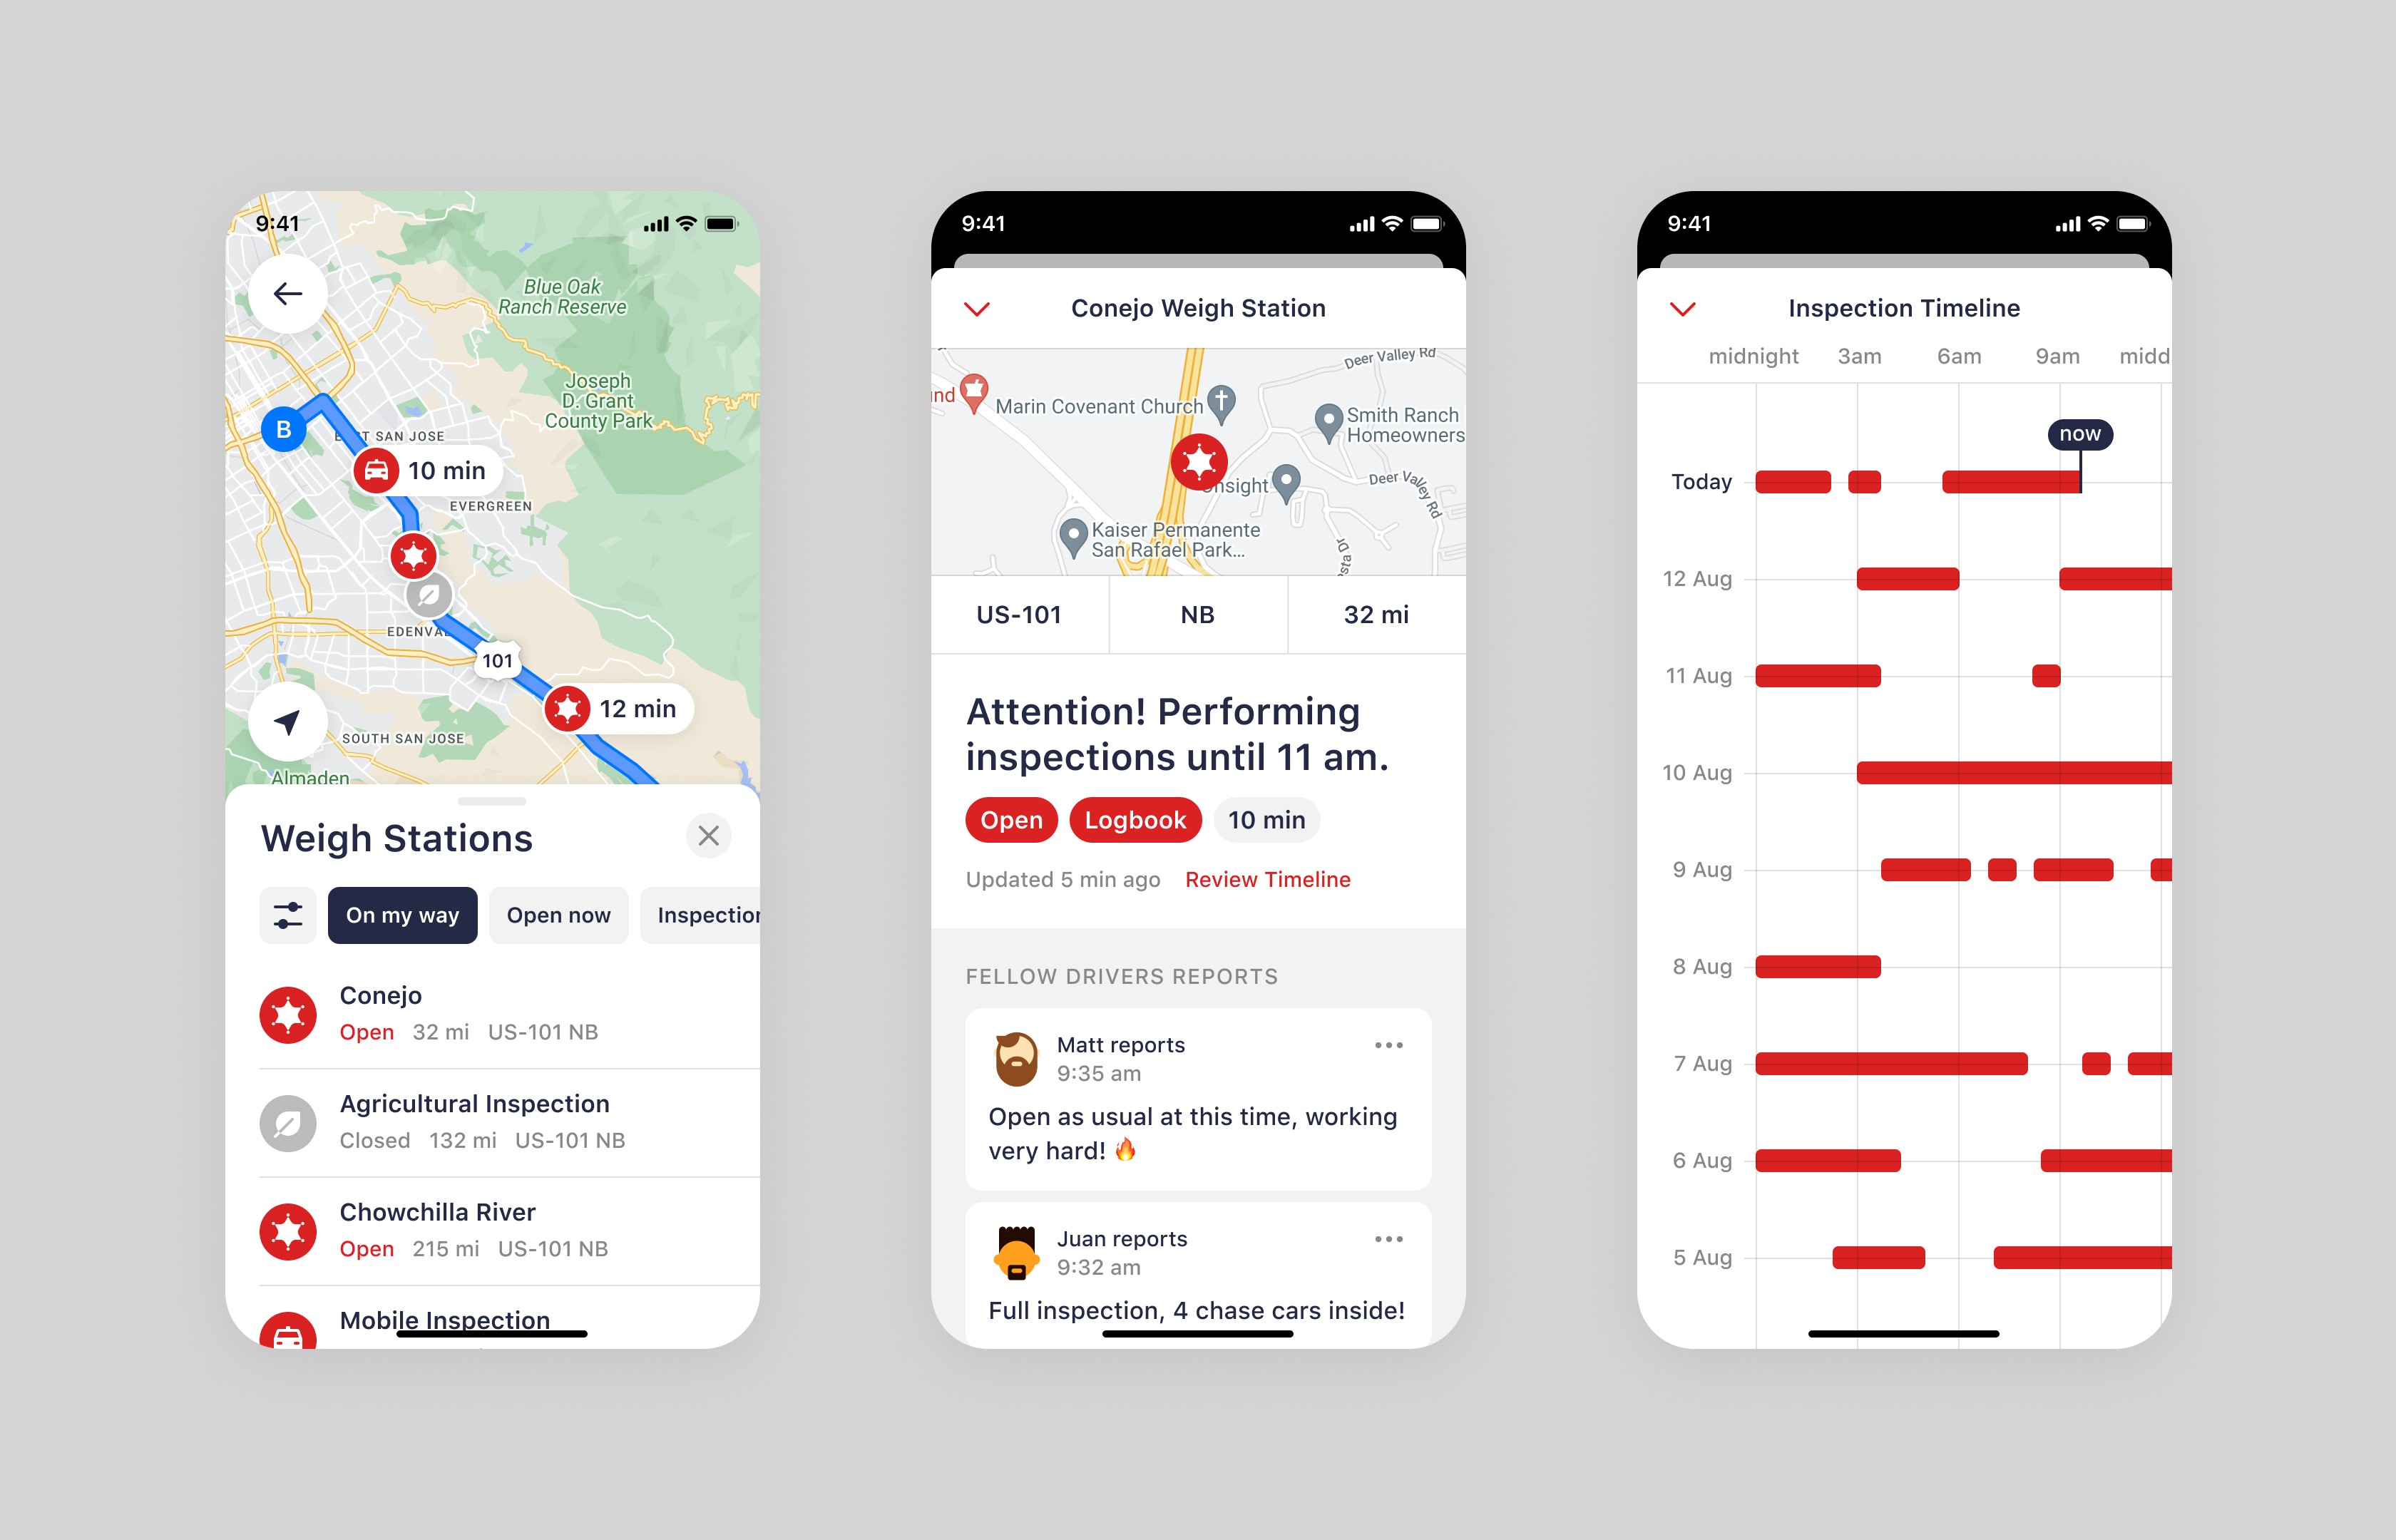 9:41
Blue Oak
Ranch Reserve
Joseph
D. Grant
County Park
B
SAN JOSE
10 min
EVERGREEN
101
12 min
SOUTH SAN JOSE
Almaden
Weigh Stations
On my way
Open now
Conejo
Open 32 mi US-101 NB
Agricultural Inspection
Closed 132 mi US-101 NB
Chowchilla River
Open 215 mi US-101 NB
Mobile Inspection
9:41
Conejo Weigh Station
Deer Valley Rd
Marin Covenant Church
Smith Ranch
Homeowners
Deer Valley Rd
Kaiser Permanente
San Rafael Park...
Dr
US-101
NB
32 mi
Attention! Performing
inspections until 11 am.
Open
Logbook
10 min
Updated 5 min ago Review Timeline
FELLOW DRIVERS REPORTS
Matt reports
9:35 am
Open as usual at this time, working
very hard! 🔥
Juan reports
9:32 am
Full inspection, 4 chase cars inside!
9:41
Inspection Timeline
midnight 3am 6am 9am midd
now
Today
12 Aug
11 Aug
10 Aug
9 Aug
8 Aug
7 Aug
6 Aug
5 Aug